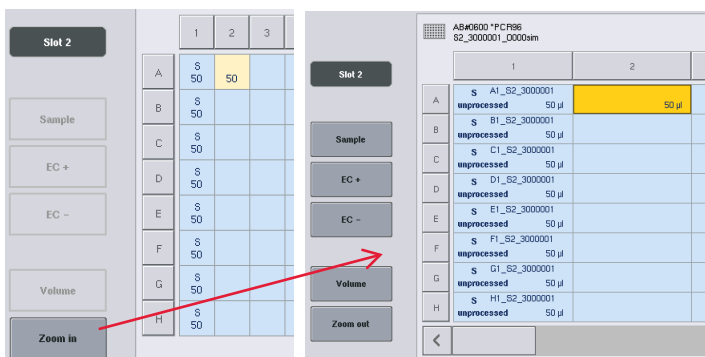 Slot 2
Sample
EC +
EC -
Volume
Zoom in
1 2 3
A S 50 50
B S 50
C S 50
D S 50
E S 50
F S 50
G S 50
H S 50
Slot 2
Sample
EC +
EC -
Volume
Zoom out
AB#0600 *PCR96
S2_3000001_0000sim
1 2
A S A1_S2_3000001
unprocessed 50 µl 50 µl
B S B1_S2_3000001
unprocessed 50 µl
C S C1_S2_3000001
unprocessed 50 µl
D S D1_S2_3000001
unprocessed 50 µl
E S E1_S2_3000001
unprocessed 50 µl
F S F1_S2_3000001
unprocessed 50 µl
G S G1_S2_3000001
unprocessed 50 µl
H S H1_S2_3000001
unprocessed 50 µl